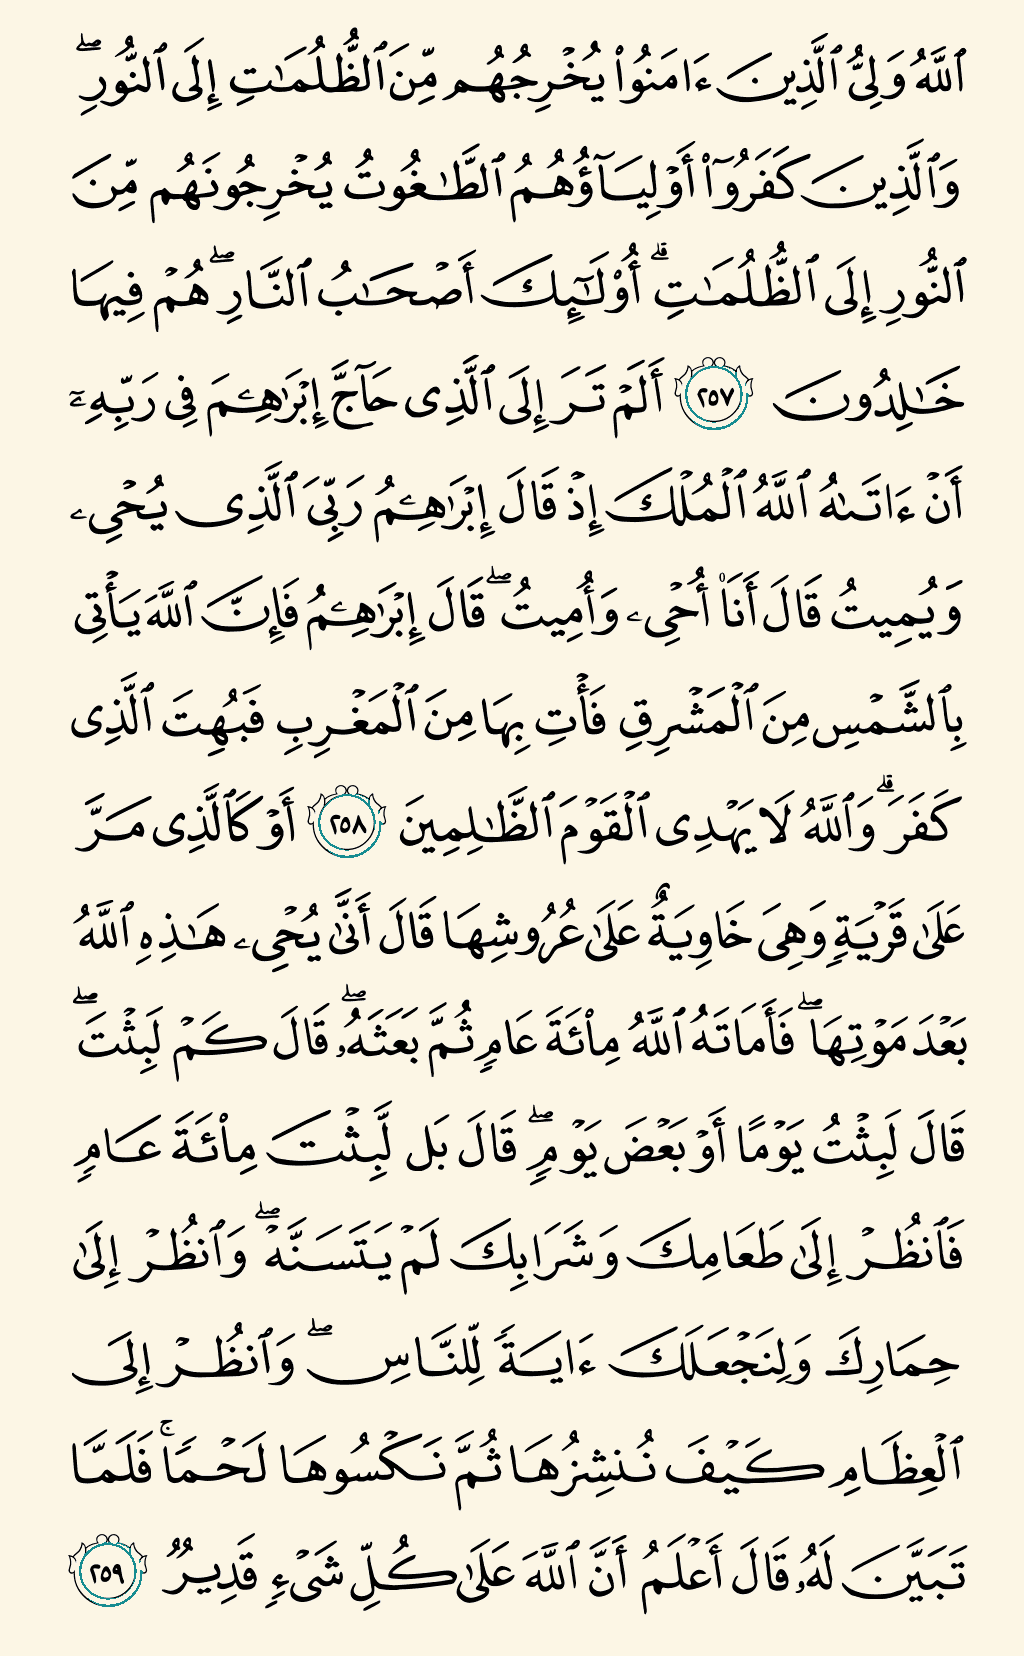 ٱللَّهُ وَلِيُّ ٱلَّذِينَ ءَامَنُوا۟ يُخْرِجُهُم مِّنَ ٱلظُّلُمَـٰتِ إِلَى ٱلنُّورِ ۖ
وَٱلَّذِينَ كَفَرُوٓا۟ أَوْلِيَآؤُهُمُ ٱلطَّـٰغُوتُ يُخْرِجُونَهُم مِّنَ
ٱلنُّورِ إِلَى ٱلظُّلُمَـٰتِ ۗ أُو۟لَـٰٓئِكَ أَصْحَـٰبُ ٱلنَّارِ ۖ هُمْ فِيهَا
خَـٰلِدُونَ ٢٥٧ أَلَمْ تَرَ إِلَى ٱلَّذِى حَآجَّ إِبْرَٰهِـۧمَ فِى رَبِّهِۦٓ
أَنْ ءَاتَىٰهُ ٱللَّهُ ٱلْمُلْكَ إِذْ قَالَ إِبْرَٰهِـۧمُ رَبِّىَ ٱلَّذِى يُحْىِۦ
وَيُمِيتُ قَالَ أَنَا۠ أُحْىِۦ وَأُمِيتُ ۖ قَالَ إِبْرَٰهِـۧمُ فَإِنَّ ٱللَّهَ يَأْتِى
بِٱلشَّمْسِ مِنَ ٱلْمَشْرِقِ فَأْتِ بِهَا مِنَ ٱلْمَغْرِبِ فَبُهِتَ ٱلَّذِى
كَفَرَ ۗ وَٱللَّهُ لَا يَهْدِى ٱلْقَوْمَ ٱلظَّـٰلِمِينَ ٢٥٨ أَوْ كَٱلَّذِى مَرَّ
عَلَىٰ قَرْيَةٍ وَهِىَ خَاوِيَةٌ عَلَىٰ عُرُوشِهَا قَالَ أَنَّىٰ يُحْىِۦ هَـٰذِهِ ٱللَّهُ
بَعْدَ مَوْتِهَا ۖ فَأَمَاتَهُ ٱللَّهُ مِا۟ئَةَ عَامٍ ثُمَّ بَعَثَهُۥ ۖ قَالَ كَمْ لَبِثْتَ ۖ
قَالَ لَبِثْتُ يَوْمًا أَوْ بَعْضَ يَوْمٍ ۖ قَالَ بَل لَّبِثْتَ مِا۟ئَةَ عَامٍ
فَٱنظُرْ إِلَىٰ طَعَامِكَ وَشَرَابِكَ لَمْ يَتَسَنَّهْ ۖ وَٱنظُرْ إِلَىٰ
حِمَارِكَ وَلِنَجْعَلَكَ ءَايَةً لِّلنَّاسِ ۖ وَٱنظُرْ إِلَى
ٱلْعِظَامِ كَيْفَ نُنشِزُهَا ثُمَّ نَكْسُوهَا لَحْمًا ۚ فَلَمَّا
تَبَيَّنَ لَهُۥ قَالَ أَعْلَمُ أَنَّ ٱللَّهَ عَلَىٰ كُلِّ شَىْءٍ قَدِيرٌ ٢٥٩